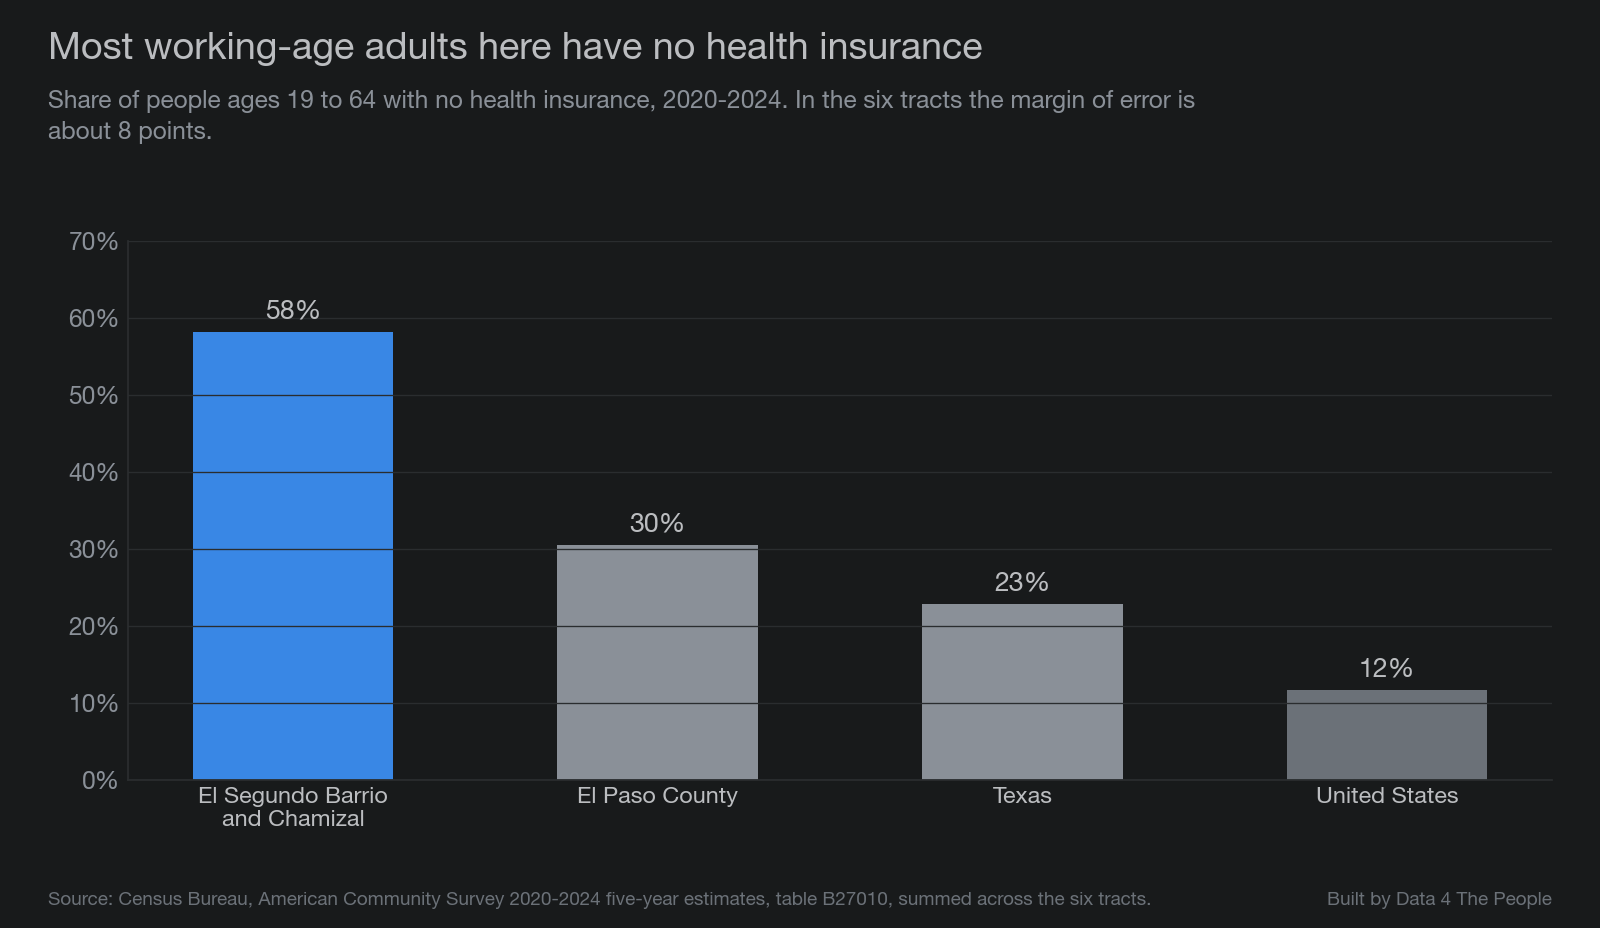 Most working-age adults here have no health insurance
Share of people ages 19 to 64 with no health insurance, 2020-2024. In the six tracts the margin of error is
about 8 points.
70%
60%
50%
40%
30%
20%
10%
0%
58%
30%
23%
12%
El Segundo Barrio
and Chamizal
El Paso County
Texas
United States
Source: Census Bureau, American Community Survey 2020-2024 five-year estimates, table B27010, summed across the six tracts.
Built by Data 4 The People